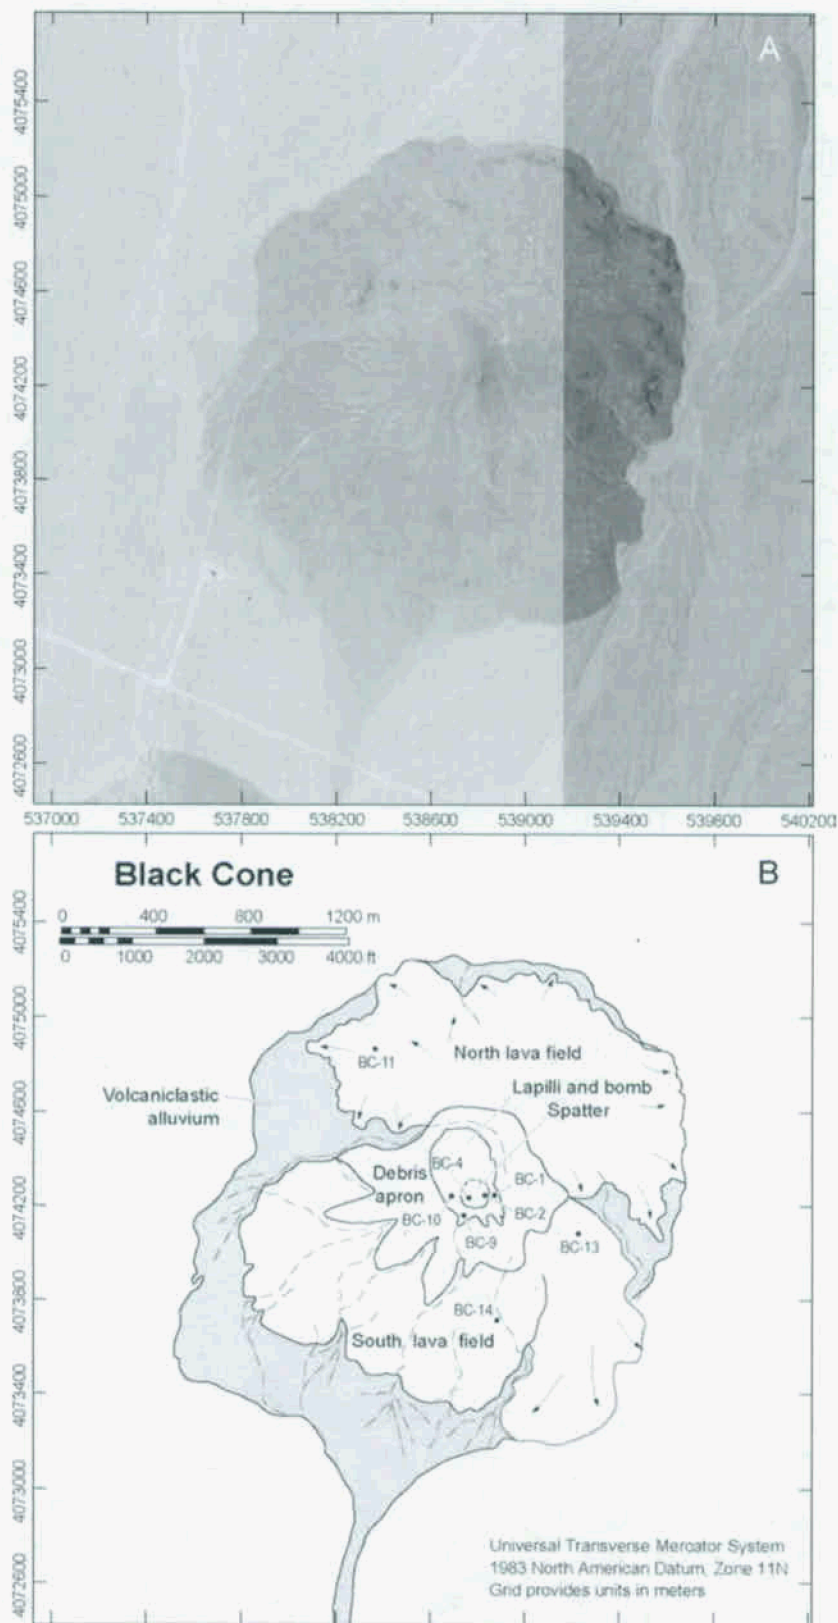 A
4075400
4075000
4074600
4074200
4073800
4073400
4073000
4072600
537000 537400 537800 538200 538600 539000 539400 539600 540200
Black Cone
B
0 400 800 1200 m
0 1000 2000 3000 4000 ft
4075400
4075000
4074600
4074200
4073800
4073400
4073000
4072600
North lava field
BC-11
Lapilli and bomb
Spatter
Volcaniclastic
alluvium
Debris
apron
BC-4
BC-1
BC-10
BC-2
BC-9
BC-13
BC-14
South lava field
Universal Transverse Mercator System
1983 North American Datum, Zone 11N
Grid provides units in meters